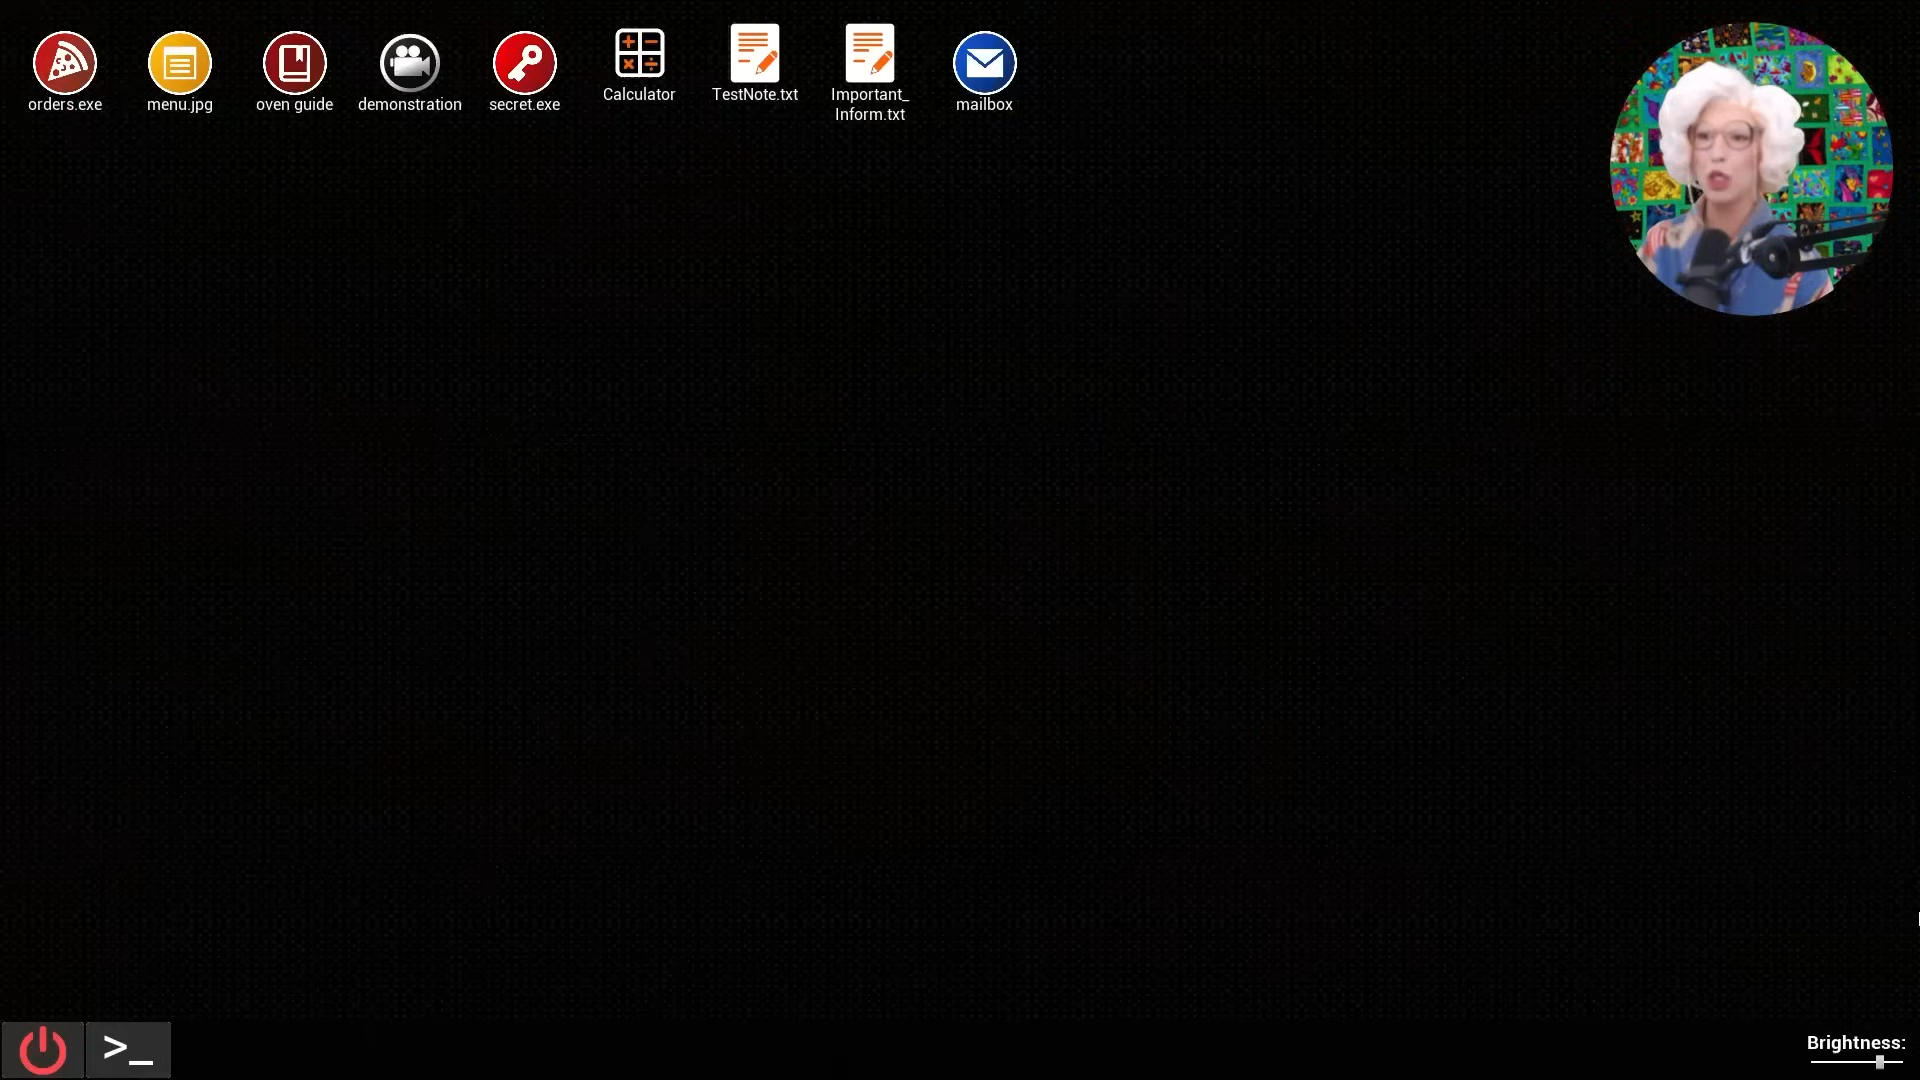 orders.exe
menu.jpg
oven guide
demonstration
secret.exe
Calculator
TestNote.txt
Important_
Inform.txt
mailbox
>_
Brightness: